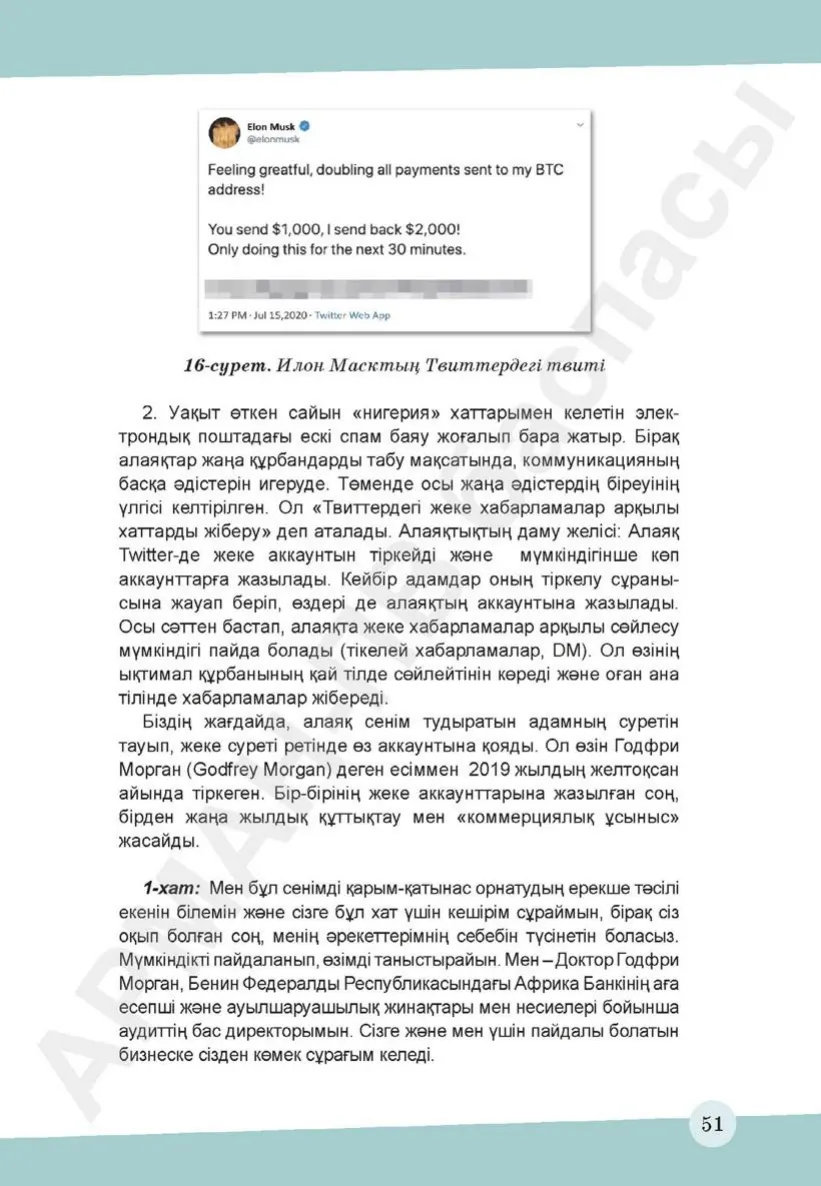 Elon Musk
@elonmusk
Feeling greatful, doubling all payments sent to my BTC
address!
You send $1,000, I send back $2,000!
Only doing this for the next 30 minutes.
1:27 PM · Jul 15,2020 · Twitter Web App
16-сурет. Илон Масктың Твиттердегі твиті
2. Уақыт өткен сайын «нигерия» хаттарымен келетін элек-
трондық поштадағы ескі спам баяу жоғалып бара жатыр. Бірақ
алаяқтар жаңа құрбандарды табу мақсатында, коммуникацияның
басқа әдістерін игеруде. Төменде осы жаңа әдістердің біреуінің
үлгісі келтірілген. Ол «Твиттердегі жеке хабарламалар арқылы
хаттарды жіберу» деп аталады. Алаяқтықтың даму желісі: Алаяқ
Twitter-де жеке аккаунтын тіркейді және мүмкіндігінше көп
аккаунттарға жазылады. Кейбір адамдар оның тіркелу сұраны-
сына жауап беріп, өздері де алаяқтың аккаунтына жазылады.
Осы сәттен бастап, алаяқта жеке хабарламалар арқылы сөйлесу
мүмкіндігі пайда болады (тікелей хабарламалар, DM). Ол өзінің
ықтимал құрбанының қай тілде сөйлейтінін көреді және оған ана
тілінде хабарламалар жібереді.
Біздің жағдайда, алаяқ сенім тудыратын адамның суретін
тауып, жеке суреті ретінде өз аккаунтына қояды. Ол өзін Годфри
Морган (Godfrey Morgan) деген есіммен 2019 жылдың желтоқсан
айында тіркеген. Бір-бірінің жеке аккаунттарына жазылған соң,
бірден жаңа жылдық құттықтау мен «коммерциялық ұсыныс»
жасайды.
1-хат: Мен бұл сенімді қарым-қатынас орнатудың ерекше тәсілі
екенін білемін және сізге бұл хат үшін кешірім сұраймын, бірақ сіз
оқып болған соң, менің әрекеттерімнің себебін түсінетін боласыз.
Мүмкіндікті пайдаланып, өзімді таныстырайын. Мен – Доктор Годфри
Морган, Бенин Федералды Республикасындағы Африка Банкінің аға
есепші және ауылшаруашылық жинақтары мен несиелері бойынша
аудиттің бас директорымын. Сізге және мен үшін пайдалы болатын
бизнеске сізден көмек сұрағым келеді.
51
АРМАН-ПВ баспасы